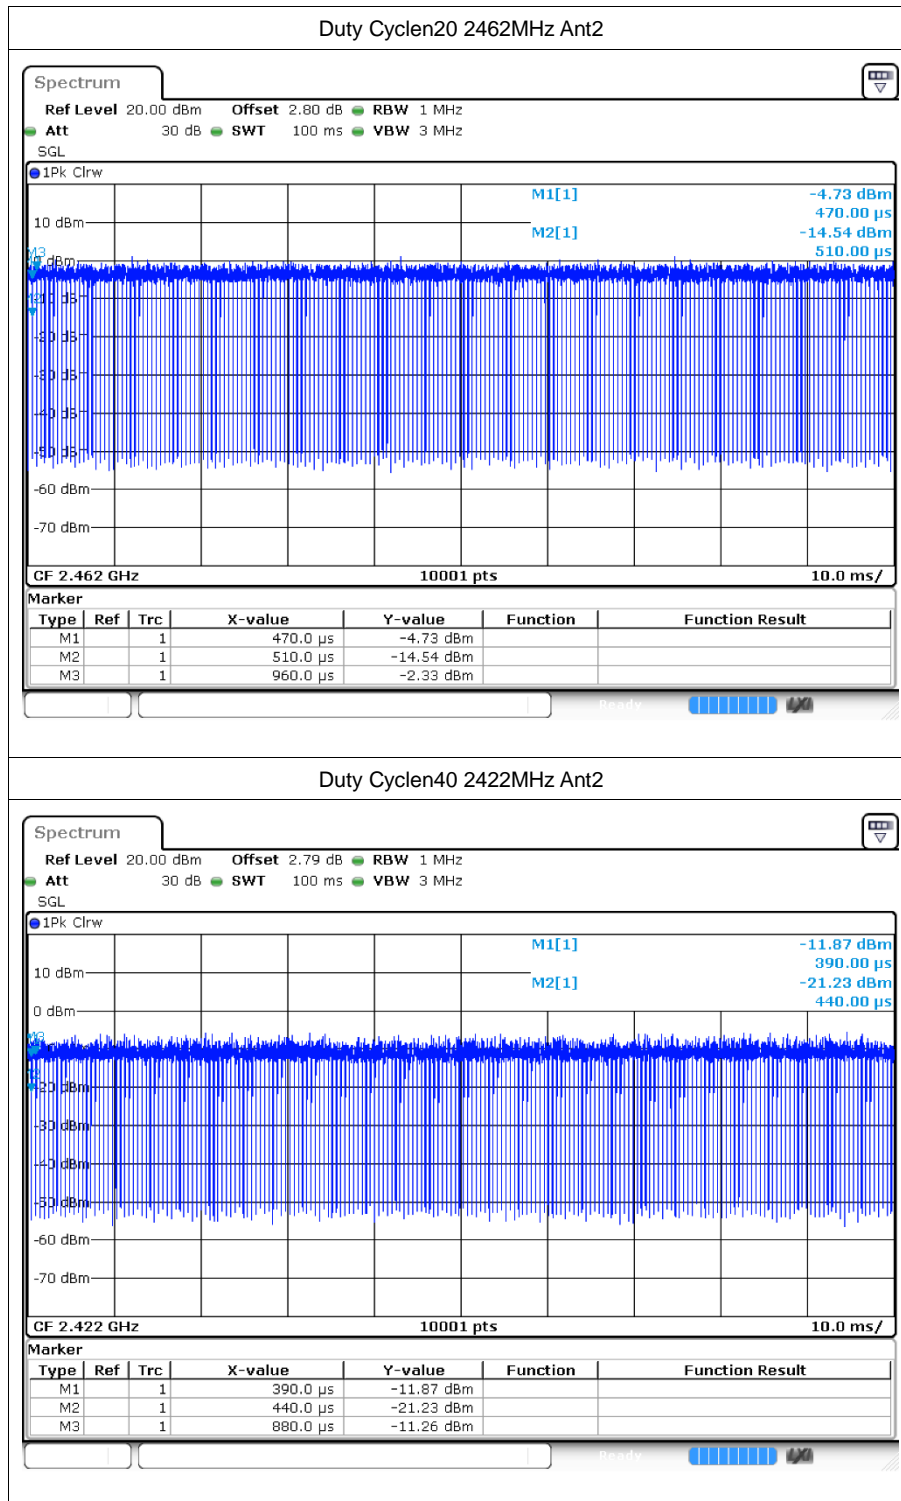 Duty Cyclen20 2462MHz Ant2
Spectrum
Ref Level 20.00 dBm Offset 2.80 dB RBW 1 MHz
Att 30 dB SWT 100 ms VBW 3 MHz
SGL
1Pk Clrw
M1[1] -4.73 dBm
470.00 µs
10 dBm
M2[1] -14.54 dBm
510.00 µs
M3
-60 dBm
-70 dBm
CF 2.462 GHz 10001 pts 10.0 ms/
Marker
Type Ref Trc X-value Y-value Function Function Result
M1 1 470.0 µs -4.73 dBm
M2 1 510.0 µs -14.54 dBm
M3 1 960.0 µs -2.33 dBm
Ready LXI
Duty Cyclen40 2422MHz Ant2
Spectrum
Ref Level 20.00 dBm Offset 2.79 dB RBW 1 MHz
Att 30 dB SWT 100 ms VBW 3 MHz
SGL
1Pk Clrw
M1[1] -11.87 dBm
390.00 µs
10 dBm
M2[1] -21.23 dBm
440.00 µs
0 dBm
-20 dBm
-30 dBm
-40 dBm
-50 dBm
-60 dBm
-70 dBm
CF 2.422 GHz 10001 pts 10.0 ms/
Marker
Type Ref Trc X-value Y-value Function Function Result
M1 1 390.0 µs -11.87 dBm
M2 1 440.0 µs -21.23 dBm
M3 1 880.0 µs -11.26 dBm
Ready LXI